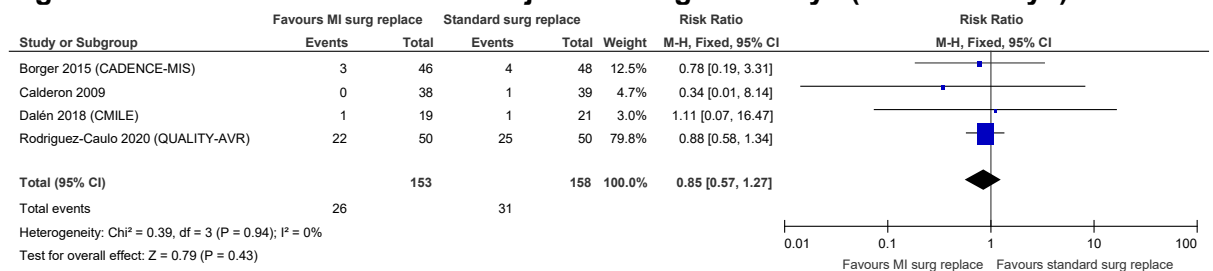 Favours MI surg replace Standard surg replace Risk Ratio Risk Ratio
Study or Subgroup Events Total Events Total Weight M-H, Fixed, 95% CI M-H, Fixed, 95% CI
Borger 2015 (CADENCE-MIS) 3 46 4 48 12.5% 0.78 [0.19, 3.31]
Calderon 2009 0 38 1 39 4.7% 0.34 [0.01, 8.14]
Dalén 2018 (CMILE) 1 19 1 21 3.0% 1.11 [0.07, 16.47]
Rodriguez-Caulo 2020 (QUALITY-AVR) 22 50 25 50 79.8% 0.88 [0.58, 1.34]
Total (95% CI) 153 158 100.0% 0.85 [0.57, 1.27]
Total events 26 31
Heterogeneity: Chi² = 0.39, df = 3 (P = 0.94); I² = 0%
Test for overall effect: Z = 0.79 (P = 0.43)
0.01 0.1 1 10 100
Favours MI surg replace Favours standard surg replace